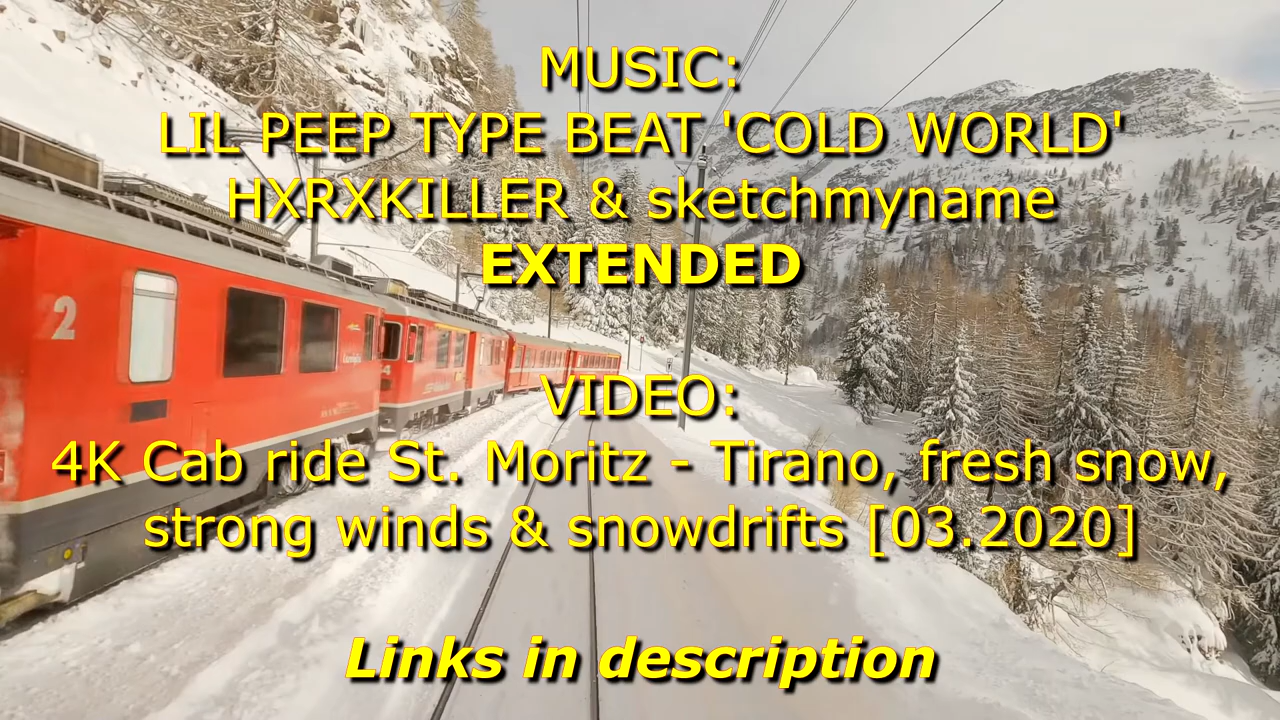 MUSIC:
LIL PEEP TYPE BEAT 'COLD WORLD'
HXRXKILLER & sketchmyname
EXTENDED
2
VIDEO:
4K Cab ride St. Moritz - Tirano, fresh snow,
strong winds & snowdrifts [03.2020]
Links in description